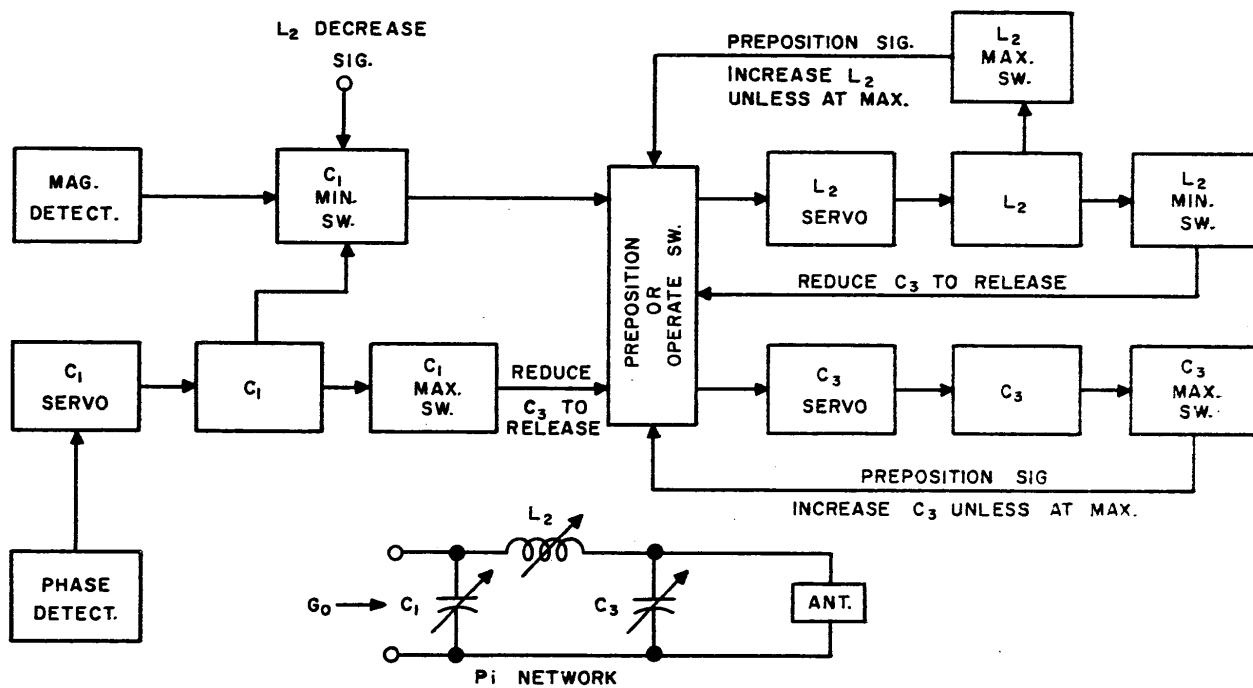 L₂ DECREASE
SIG.
PREPOSITION SIG.
INCREASE L₂
UNLESS AT MAX.
L₂
MAX.
SW.
MAG.
DETECT.
C₁
MIN.
SW.
PREPOSITION
OR
OPERATE SW.
L₂
SERVO
L₂
L₂
MIN.
SW.
REDUCE C₃ TO RELEASE
C₁
SERVO
C₁
C₁
MAX.
SW.
REDUCE
C₃ TO
RELEASE
C₃
SERVO
C₃
C₃
MAX.
SW.
PREPOSITION SIG
INCREASE C₃ UNLESS AT MAX.
PHASE
DETECT.
L₂
G₀
C₁
C₃
ANT.
Pi NETWORK